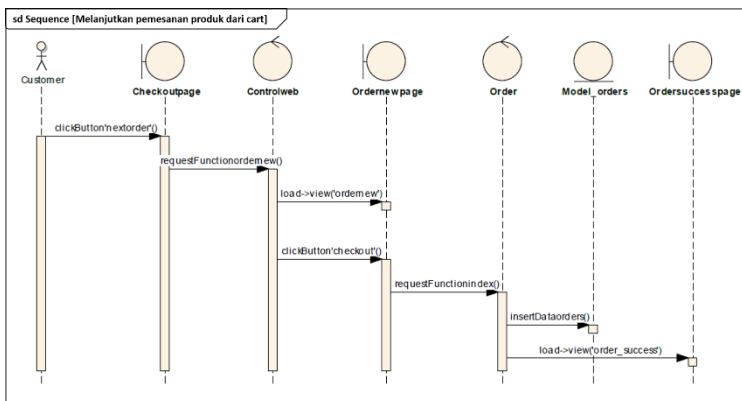 sd Sequence [Melanjutkan pemesanan produk dari cart]
Customer
Checkoutpage
Controlweb
Ordernewpage
Order
Model_orders
Ordersuccesspage
clickButton'nextorder'()
requestFunctionordernew()
load->view('ordernew')
clickButton'checkout'()
requestFunctionindex()
insertDataorders()
load->view('order_success')